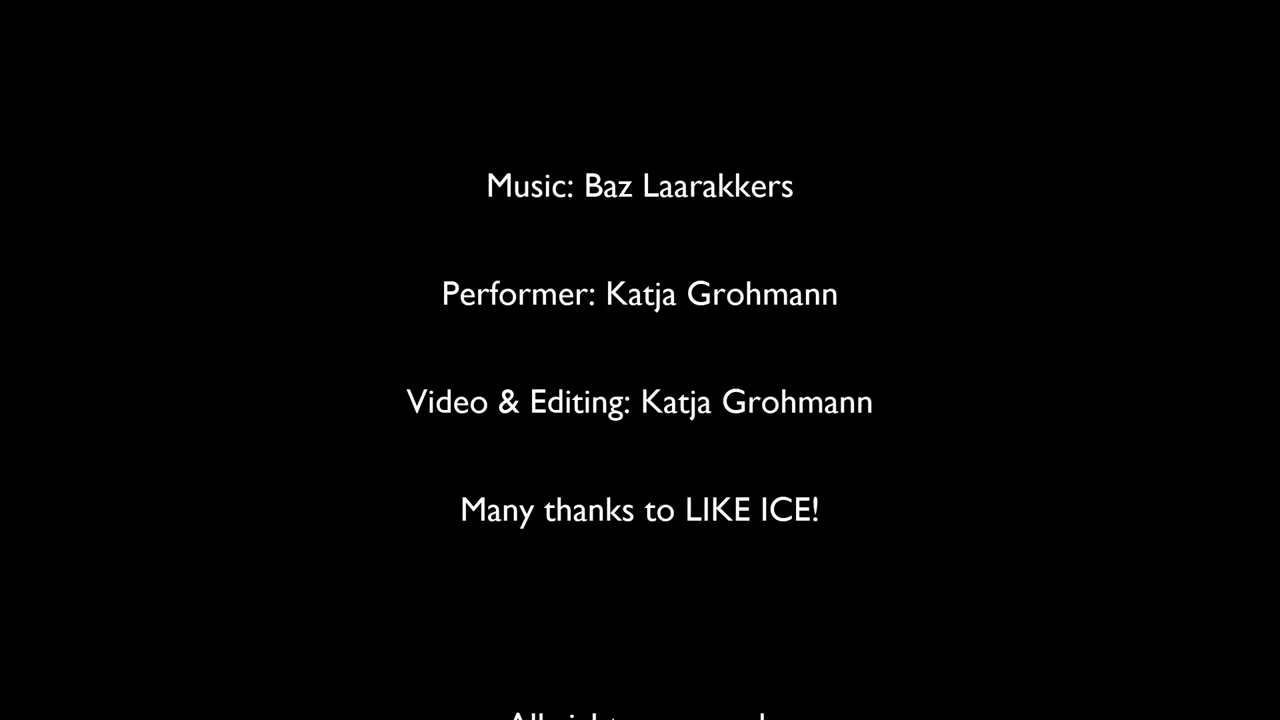 Music: Baz Laarakkers
Performer: Katja Grohmann
Video & Editing: Katja Grohmann
Many thanks to LIKE ICE!